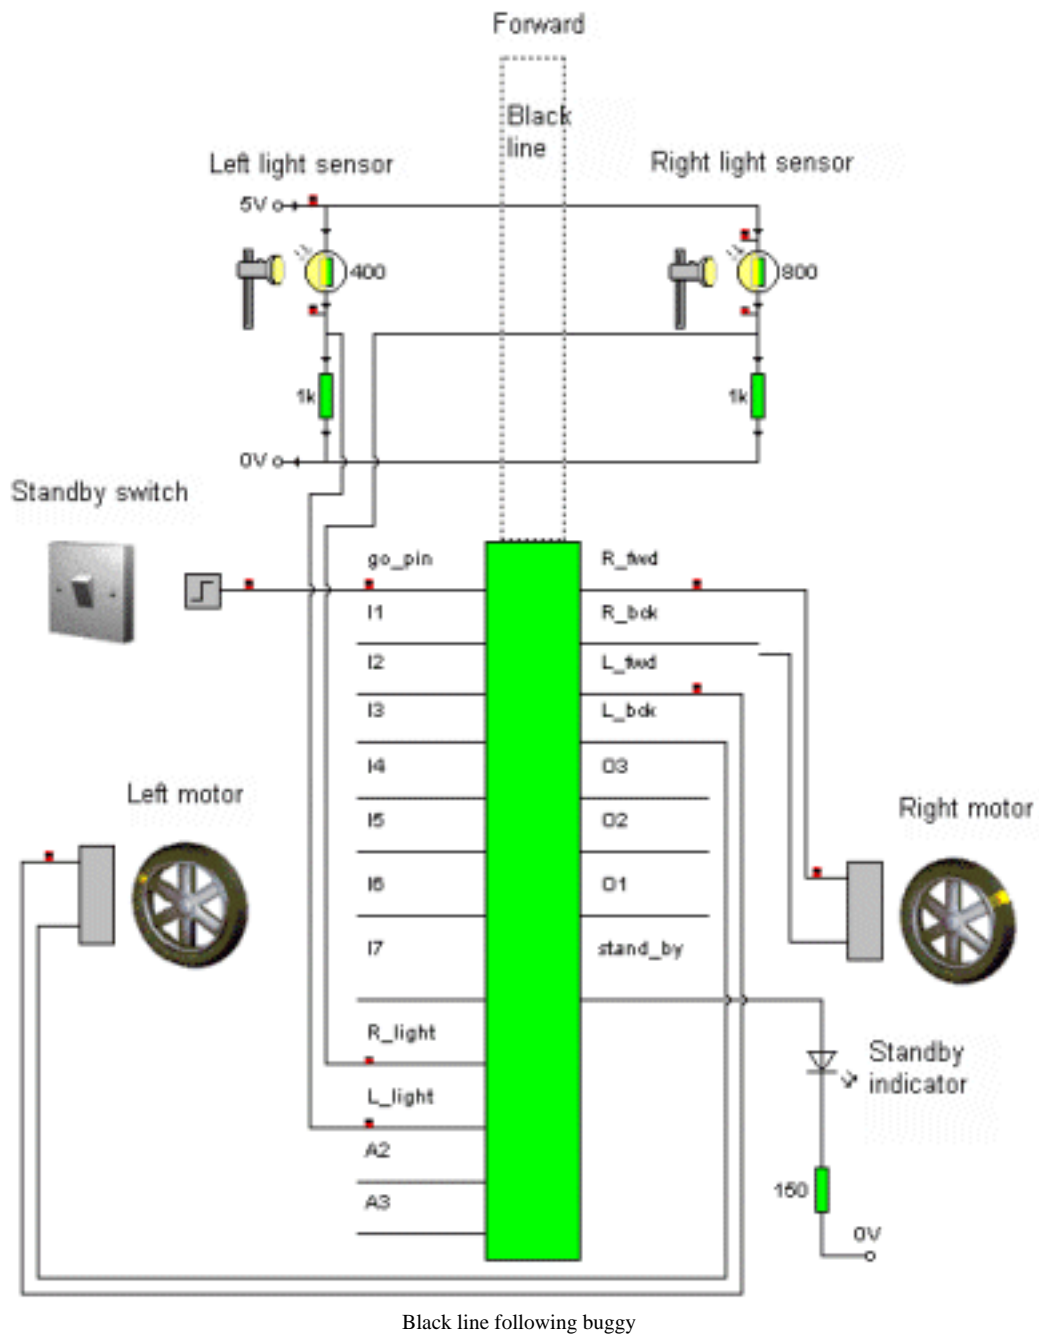 Forward
Black
line
Left light sensor
Right light sensor
5V
400
800
1k
1k
0V
Standby switch
go_pin
R_fwd
I1
R_bck
I2
L_fwd
I3
L_bck
I4
O3
Left motor
Right motor
I5
O2
I6
O1
I7
stand_by
R_light
Standby
indicator
L_light
A2
150
A3
0V
Black line following buggy